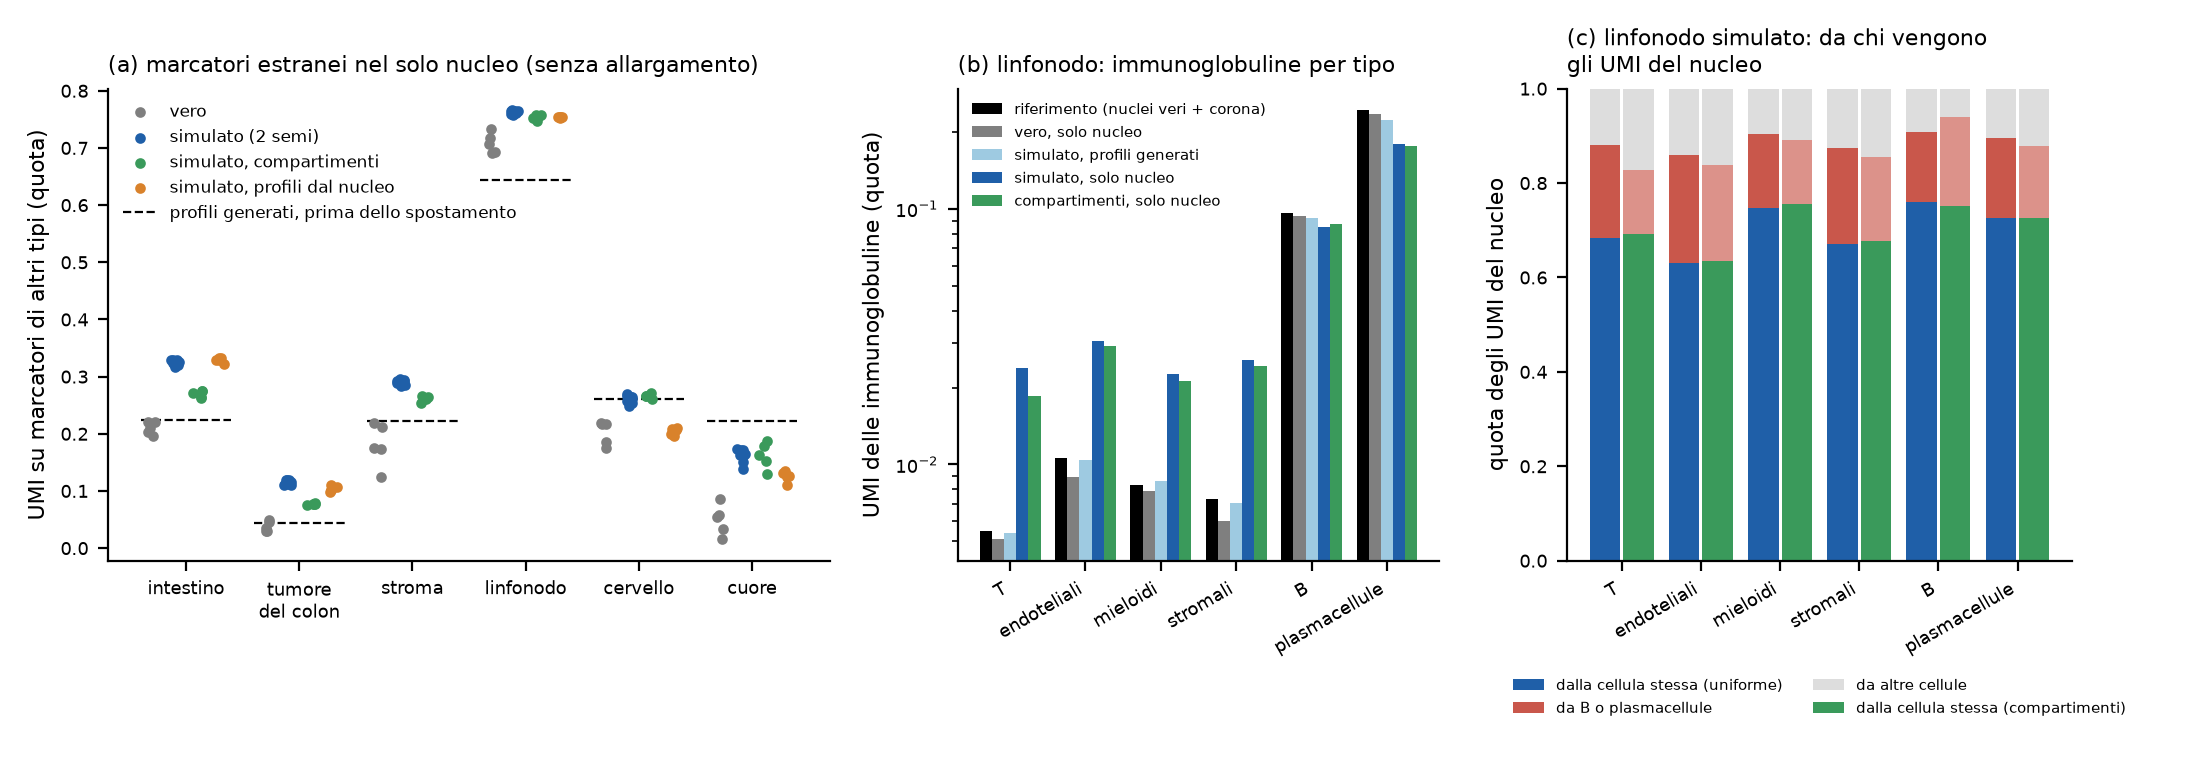 (a) marcatori estranei nel solo nucleo (senza allargamento)
UMI su marcatori di altri tipi (quota)
0.8
0.7
0.6
0.5
0.4
0.3
0.2
0.1
0.0
vero
simulato (2 semi)
simulato, compartimenti
simulato, profili dal nucleo
profili generati, prima dello spostamento
intestino
tumore
del colon
stroma
linfonodo
cervello
cuore
(b) linfonodo: immunoglobuline per tipo
UMI delle immunoglobuline (quota)
10⁻¹
10⁻²
riferimento (nuclei veri + corona)
vero, solo nucleo
simulato, profili generati
simulato, solo nucleo
compartimenti, solo nucleo
T
endoteliali
mieloidi
stromali
B
plasmacellule
(c) linfonodo simulato: da chi vengono
gli UMI del nucleo
quota degli UMI del nucleo
1.0
0.8
0.6
0.4
0.2
0.0
T
endoteliali
mieloidi
stromali
B
plasmacellule
dalla cellula stessa (uniforme)
da B o plasmacellule
da altre cellule
dalla cellula stessa (compartimenti)